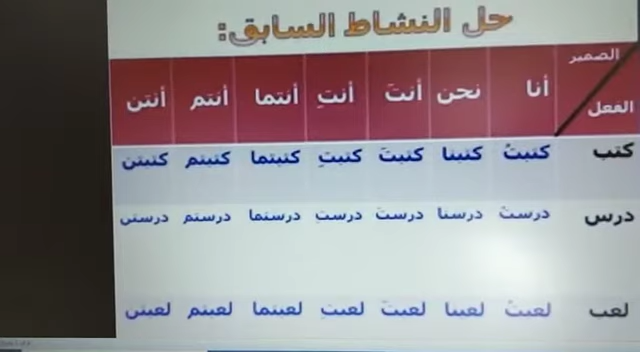 حل النشاط السابق:
الضمير
أنا نحن أنتَ أنتِ أنتما أنتم أنتن
الفعل
كتب كتبتُ كتبنا كتبتَ كتبتِ كتبتما كتبتم كتبتن
درس درستُ درسنا درستَ درستِ درستما درستم درستن
لعب لعبتُ لعبنا لعبتَ لعبتِ لعبتما لعبتم لعبتن